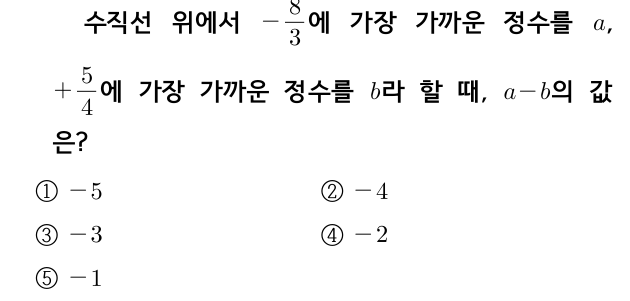 수직선 위에서 $-\frac{8}{3}$에 가장 가까운 정수를 $a$,
$+\frac{5}{4}$에 가장 가까운 정수를 $b$라 할 때, $a-b$의 값
은?
① $-5$ ② $-4$
③ $-3$ ④ $-2$
⑤ $-1$